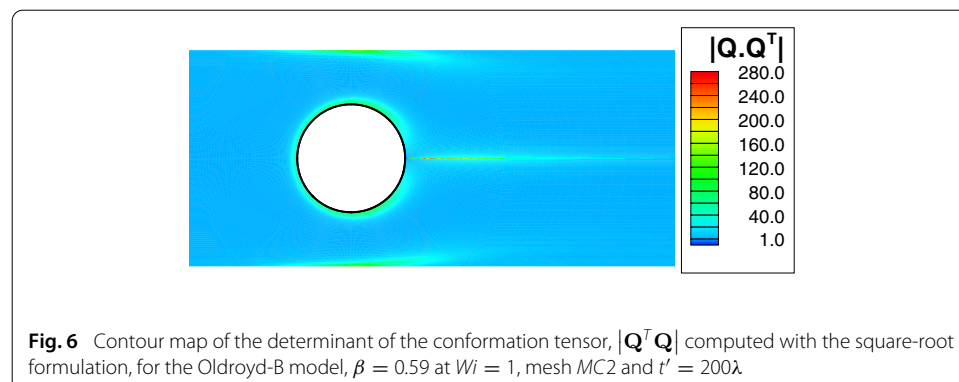 |Q.Qᵀ|
280.0
240.0
200.0
160.0
120.0
80.0
40.0
1.0
Fig. 6 Contour map of the determinant of the conformation tensor, |QᵀQ| computed with the square-root
formulation, for the Oldroyd-B model, β = 0.59 at Wi = 1, mesh MC2 and t′ = 200λ